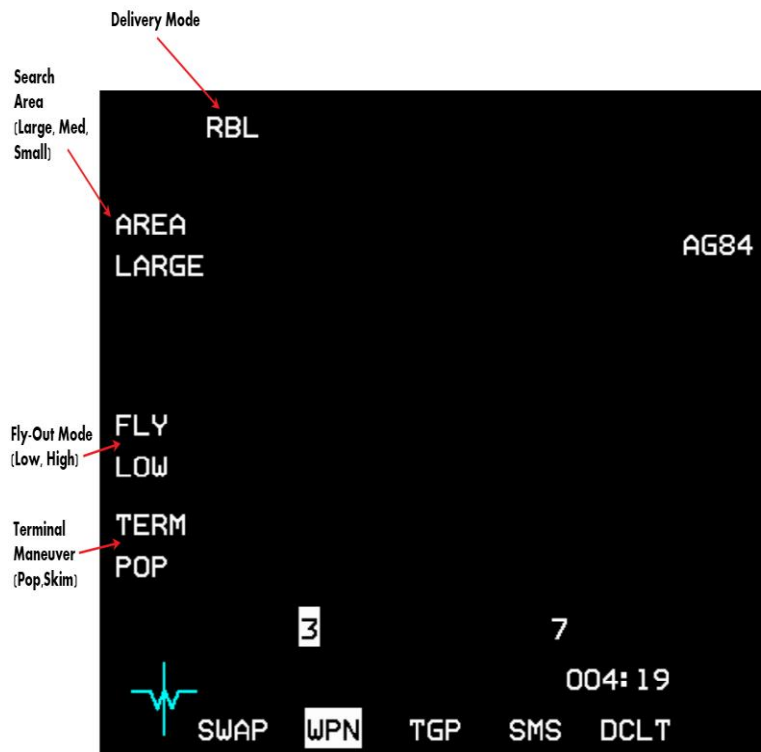 Delivery Mode
Search
Area
(Large, Med,
Small)
RBL
AREA
LARGE
AG84
Fly-Out Mode
(Low, High)
FLY
LOW
Terminal
Maneuver
(Pop,Skim)
TERM
POP
3 7
004:19
SWAP WPN TGP SMS DCLT